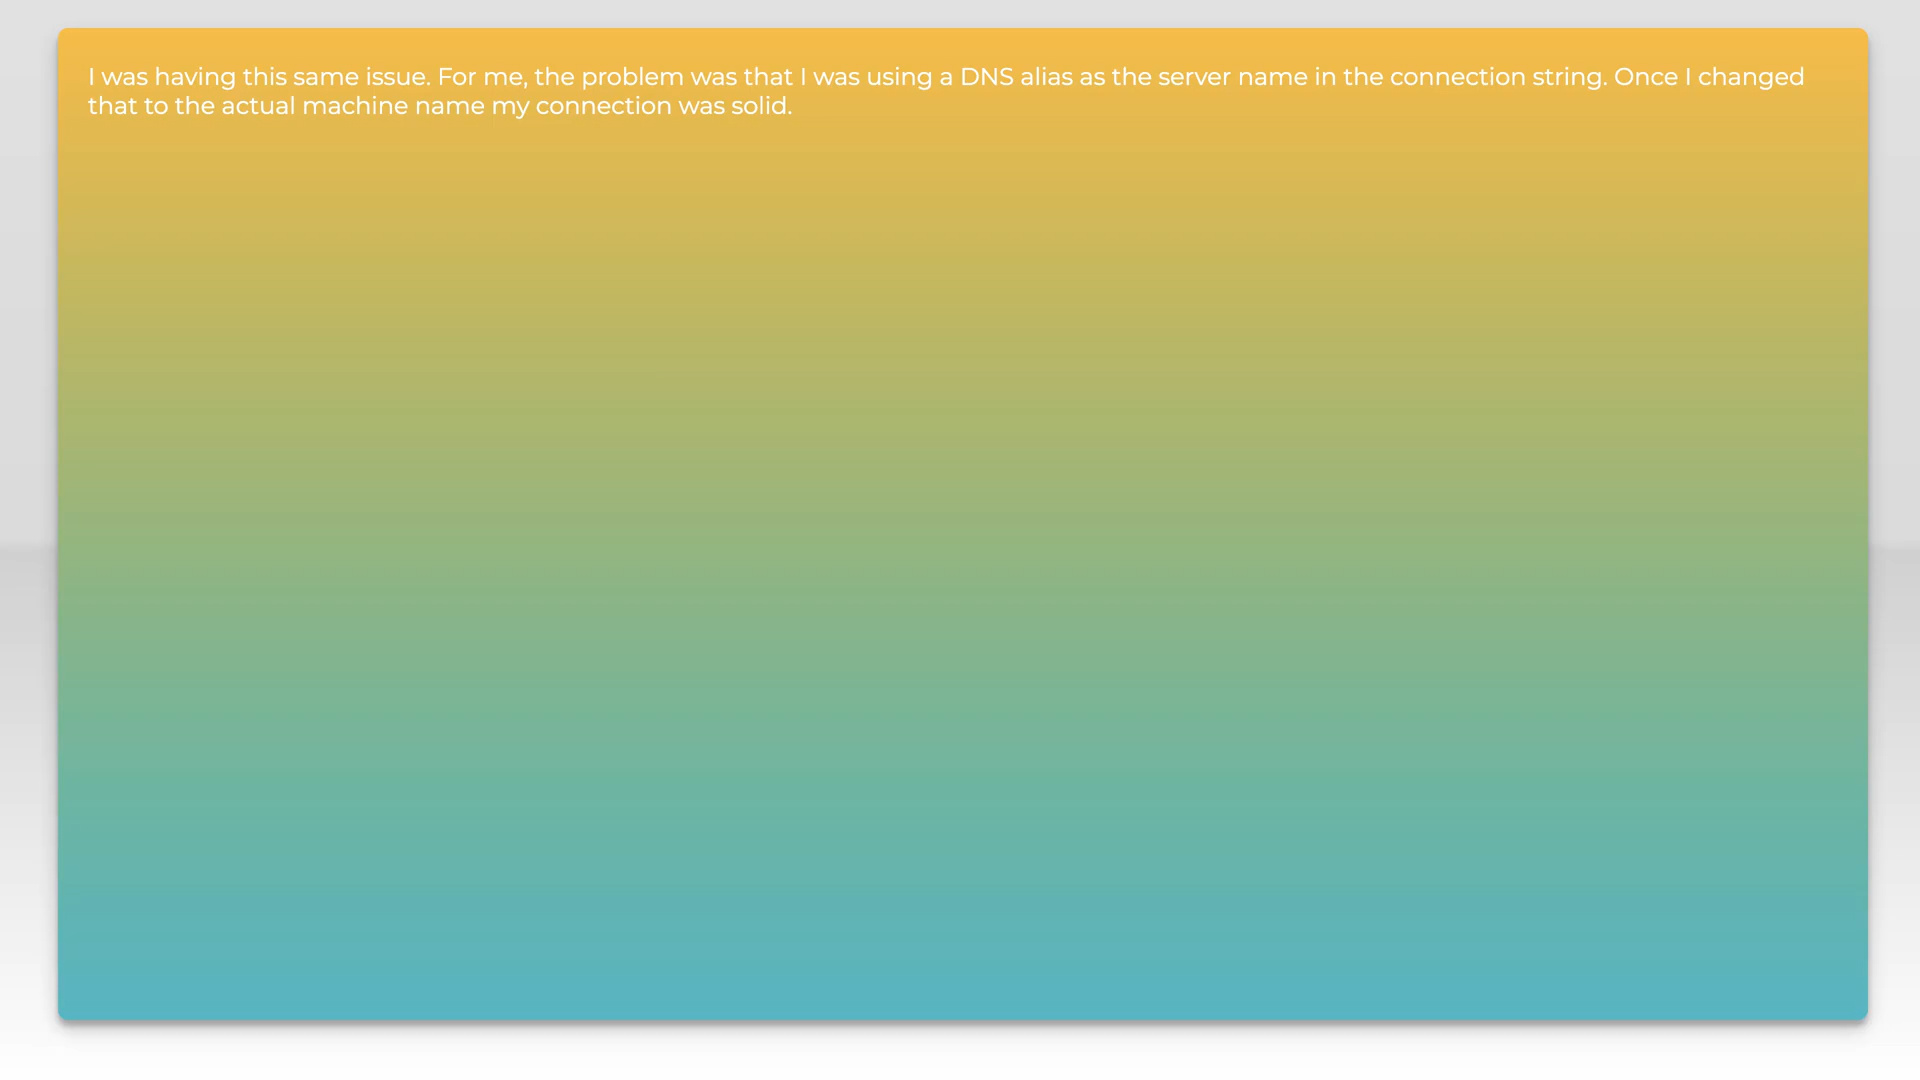 I was having this same issue. For me, the problem was that I was using a DNS alias as the server name in the connection string. Once I changed
that to the actual machine name my connection was solid.